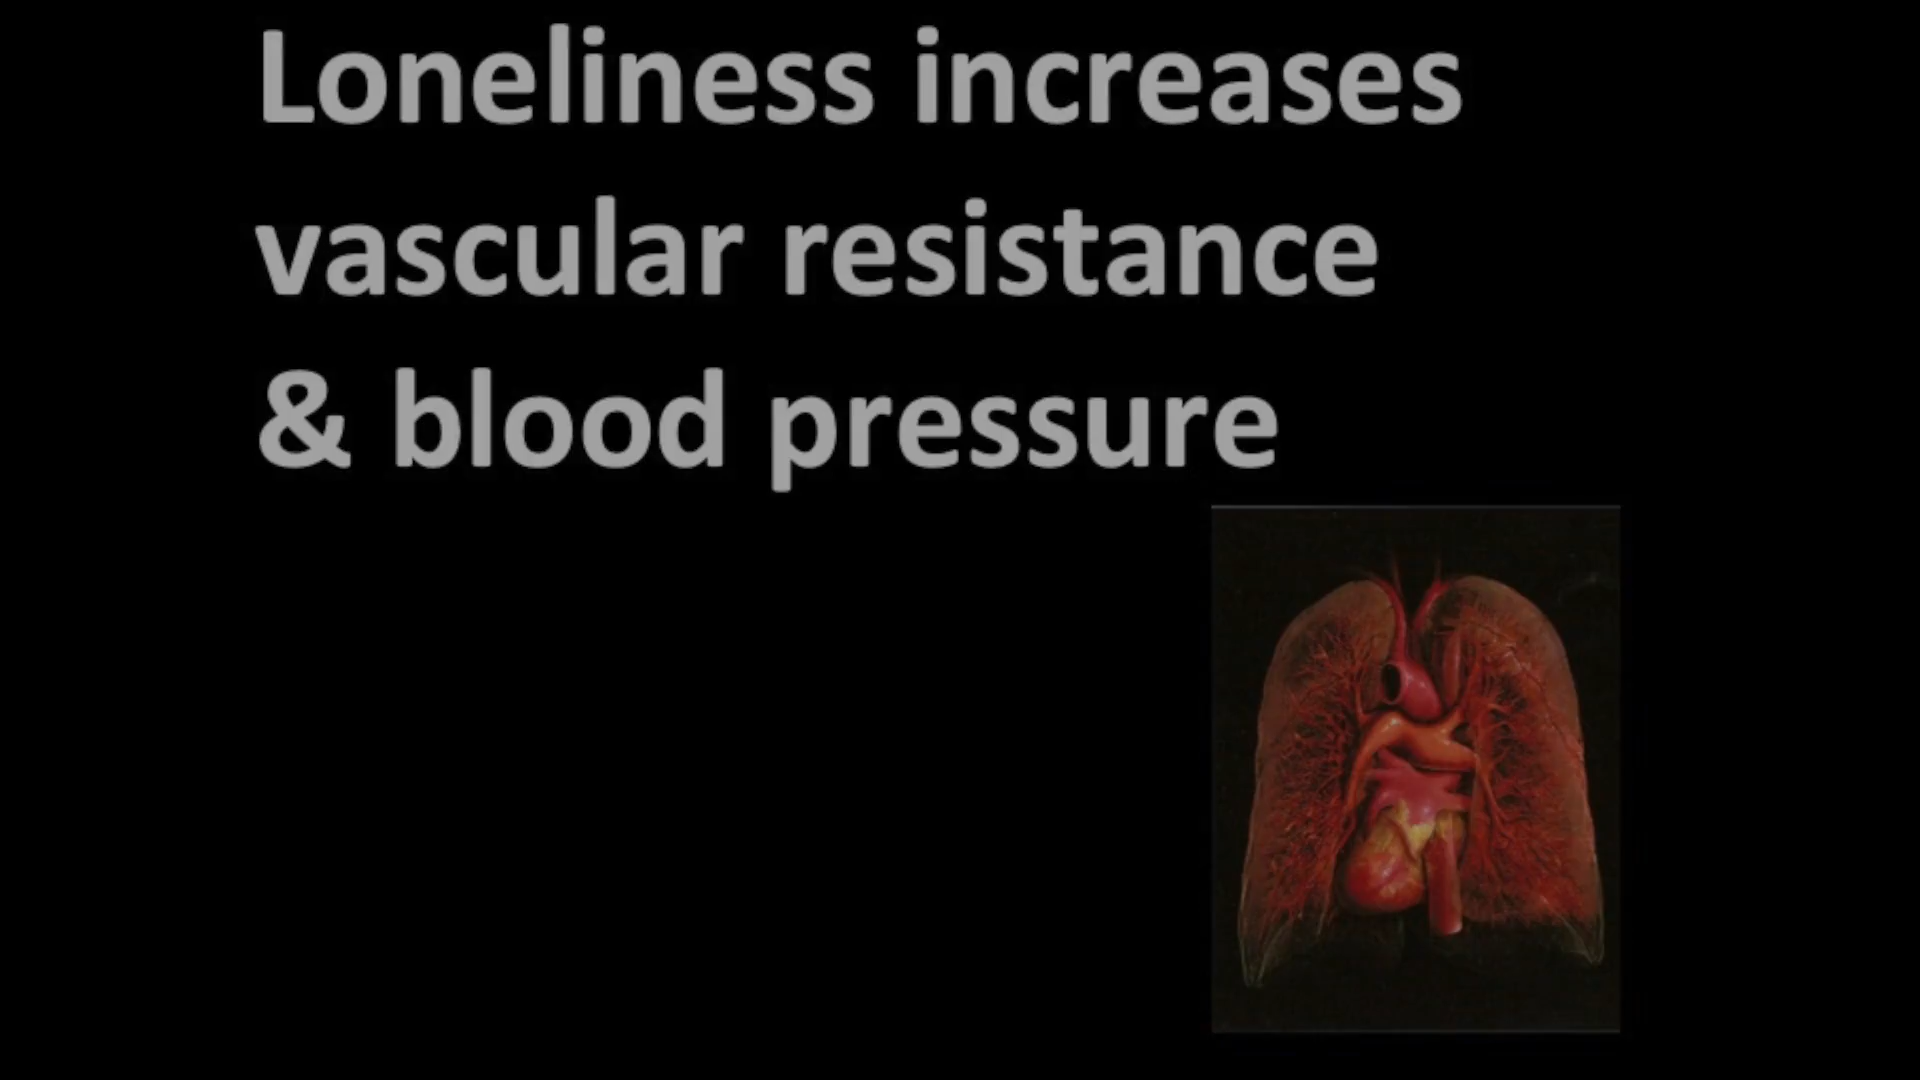 Loneliness increases
vascular resistance
& blood pressure